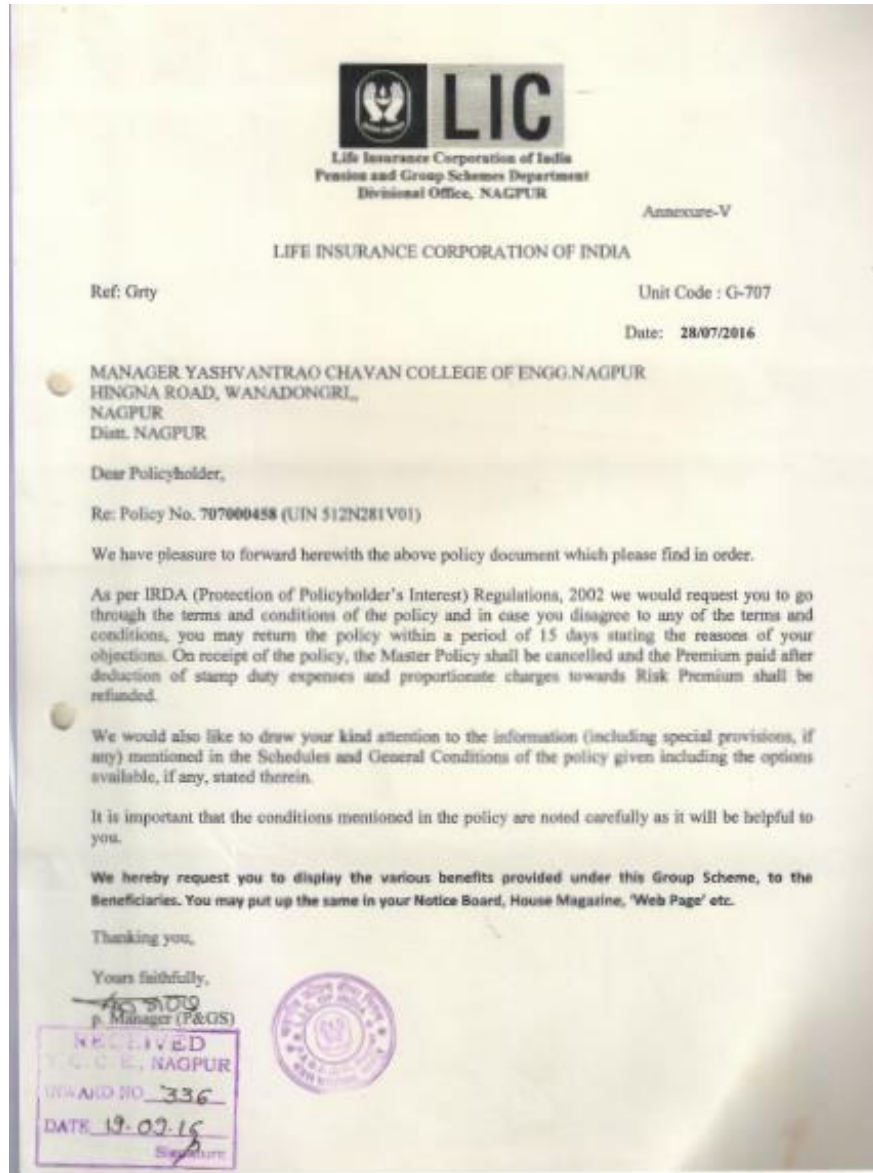 LIC
Life Insurance Corporation of India
Pension and Group Schemes Department
Divisional Office, NAGPUR
Annexure-V
LIFE INSURANCE CORPORATION OF INDIA
Ref: Grty
Unit Code : G-707
Date: 28/07/2016
MANAGER YASHVANTRAO CHAVAN COLLEGE OF ENGG.NAGPUR
HINGNA ROAD, WANADONGRI,,
NAGPUR
Distt. NAGPUR
Dear Policyholder,
Re: Policy No. 707000458 (UIN 512N281V01)
We have pleasure to forward herewith the above policy document which please find in order.
As per IRDA (Protection of Policyholder's Interest) Regulations, 2002 we would request you to go
through the terms and conditions of the policy and in case you disagree to any of the terms and
conditions, you may return the policy within a period of 15 days stating the reasons of your
objections. On receipt of the policy, the Master Policy shall be cancelled and the Premium paid after
deduction of stamp duty expenses and proportionate charges towards Risk Premium shall be
refunded.
We would also like to draw your kind attention to the information (including special provisions, if
any) mentioned in the Schedules and General Conditions of the policy given including the options
available, if any, stated therein.
It is important that the conditions mentioned in the policy are noted carefully as it will be helpful to
you.
We hereby request you to display the various benefits provided under this Group Scheme, to the
Beneficiaries. You may put up the same in your Notice Board, House Magazine, 'Web Page' etc.
Thanking you,
Yours faithfully,
p. Manager (P&GS)
RECEIVED
Y. C. C. E., NAGPUR
INWARD NO 336
DATE 19.09.16
Signature
L.I.C. OF INDIA